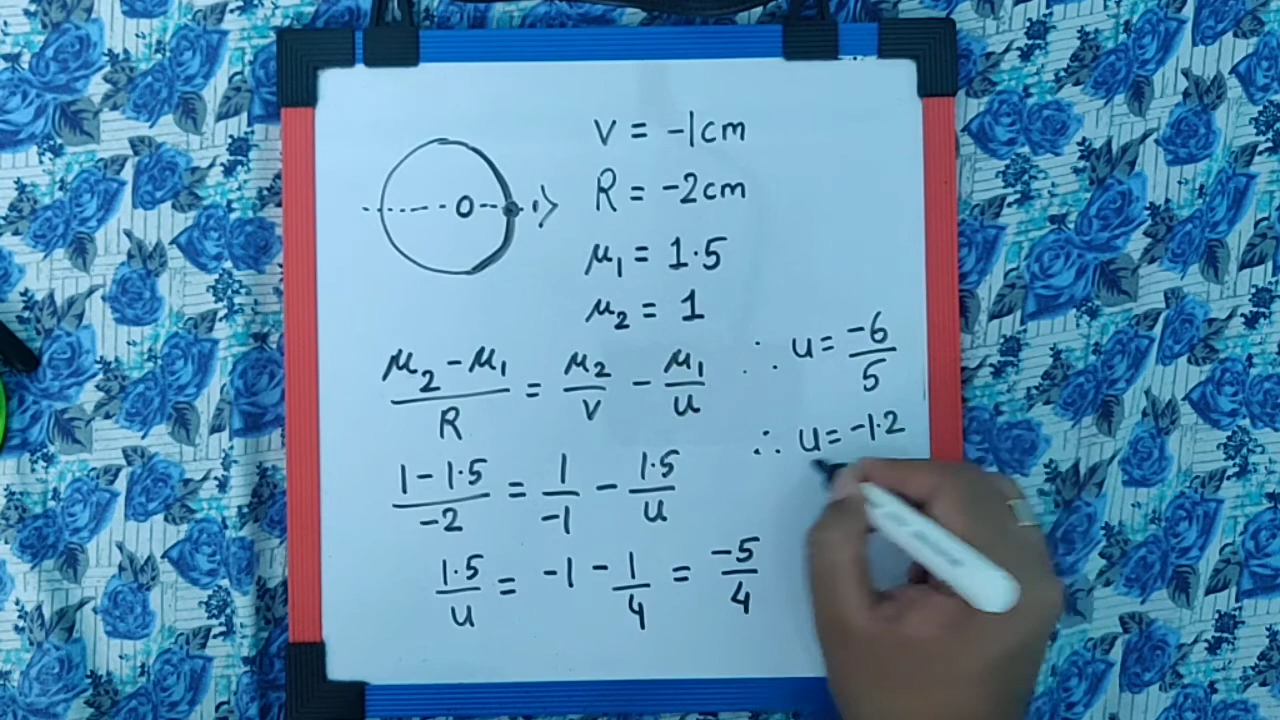 O
v = -1cm
R = -2cm
μ₁ = 1.5
μ₂ = 1
(μ₂ - μ₁)/R = μ₂/v - μ₁/u
(1 - 1.5)/-2 = 1/-1 - 1.5/u
1.5/u = -1 - 1/4 = -5/4
∴ u = -6/5
∴ u = -1.2